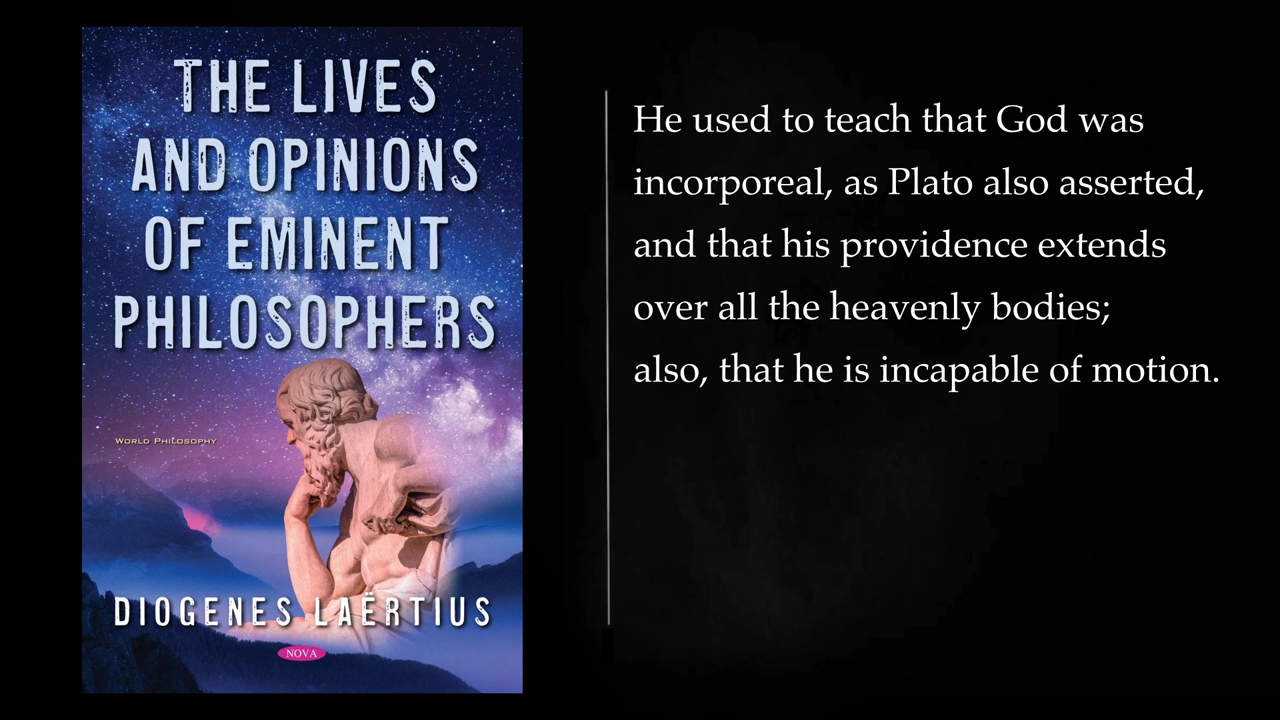 THE LIVES
AND OPINIONS
OF EMINENT
PHILOSOPHERS
WORLD PHILOSOPHY
DIOGENES LAËRTIUS
NOVA
He used to teach that God was
incorporeal, as Plato also asserted,
and that his providence extends
over all the heavenly bodies;
also, that he is incapable of motion.